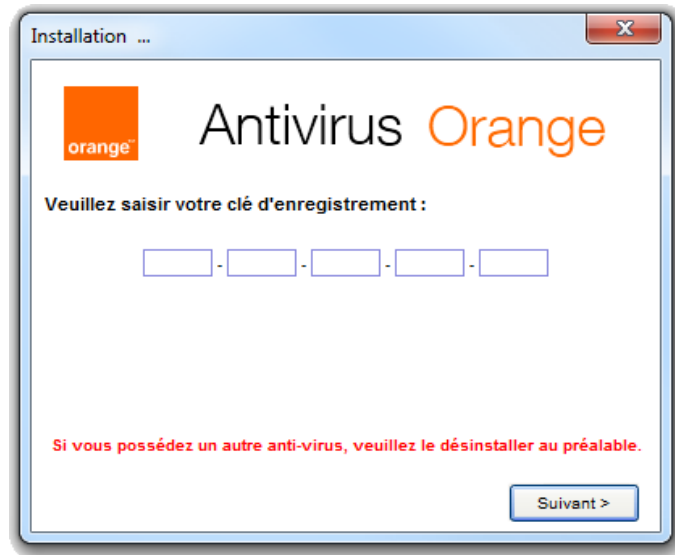 Installation ...
orange™
Antivirus Orange
Veuillez saisir votre clé d'enregistrement :
- - - -
Si vous possédez un autre anti-virus, veuillez le désinstaller au préalable.
Suivant >